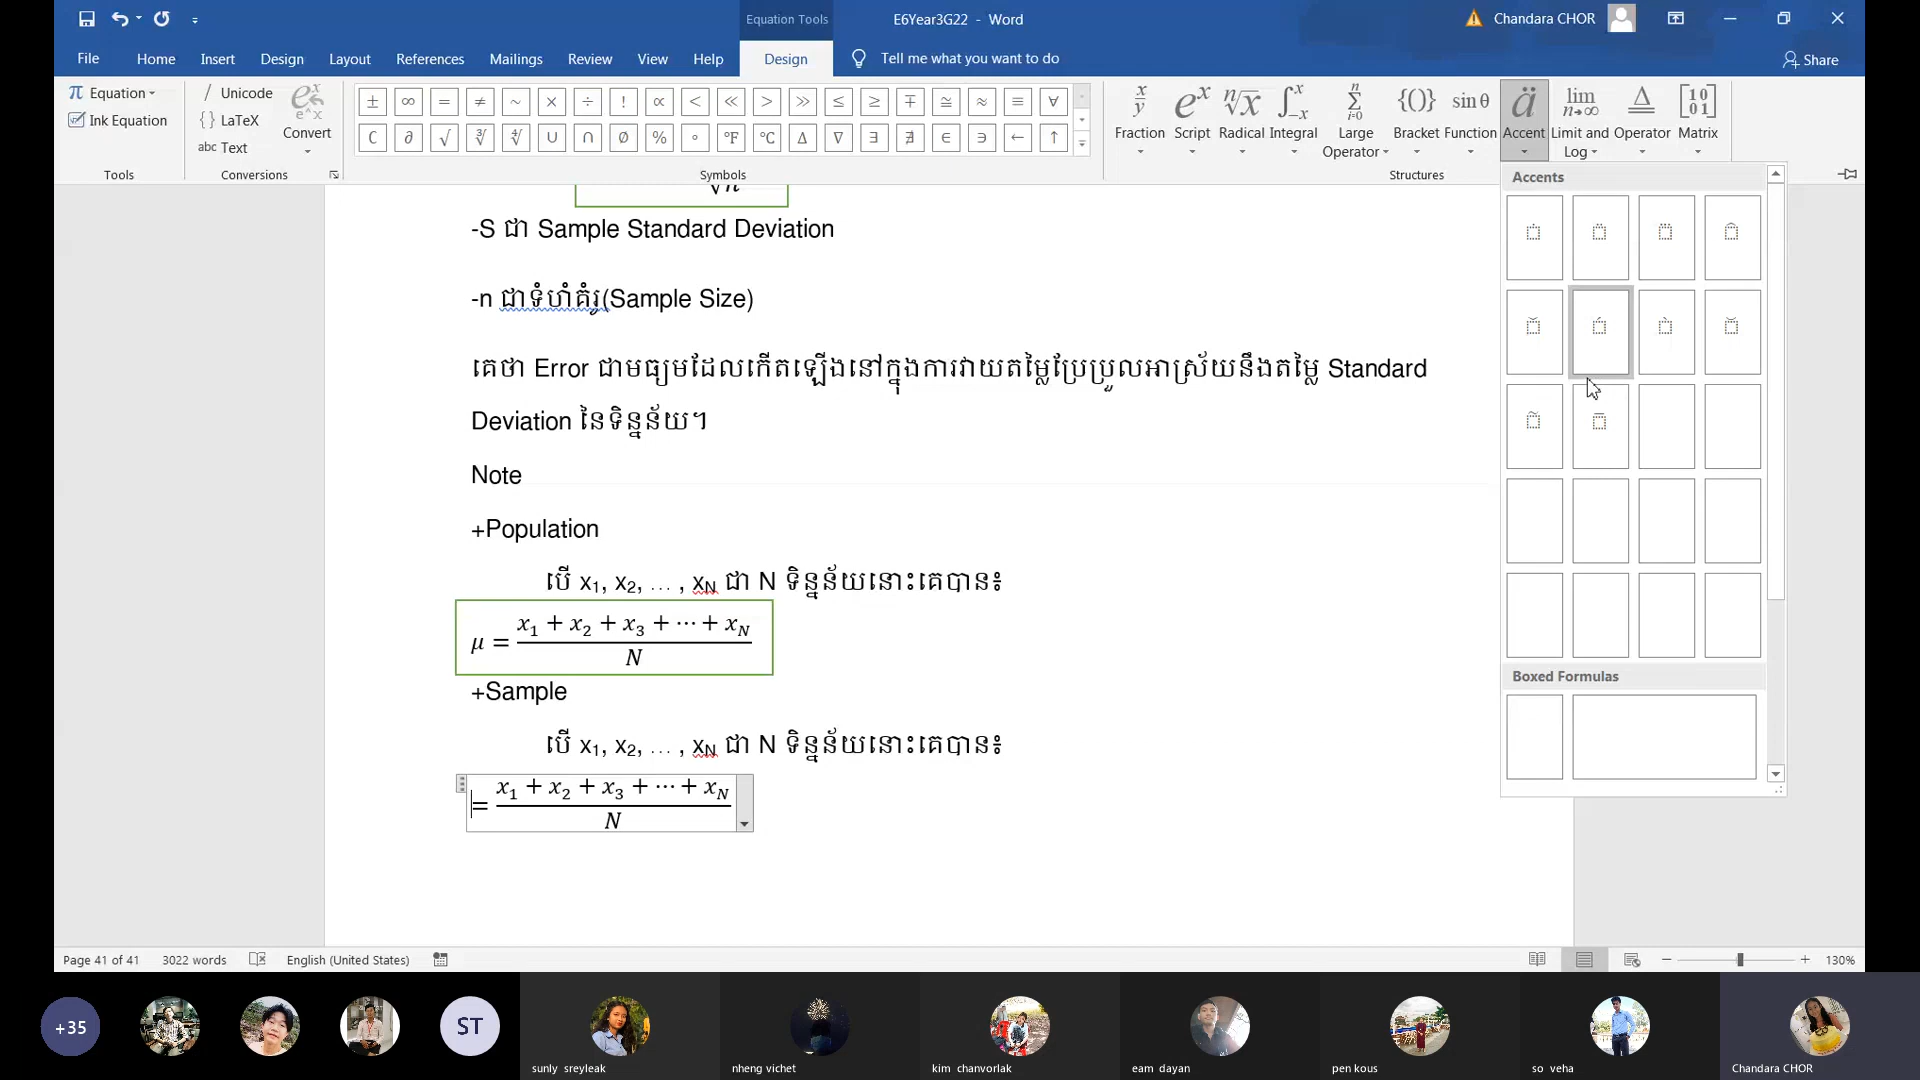 Equation Tools
E6Year3G22 - Word
Chandara CHOR
File Home Insert Design Layout References Mailings Review View Help Design Tell me what you want to do Share
π Equation
Ink Equation
Tools
/ Unicode
{} LaTeX
abc Text
Convert
Conversions
± ∞ = ≠ ~ × ÷ ! ∝ < ≪ > ≫ ≤ ≥ ∓ ≅ ≈ ≡ ∀
∁ ∂ √ ∛ ∜ ∪ ∩ ∅ % ° °F °C ∆ ∇ ∃ ∄ ∈ ∋ ← ↑
Symbols
Fraction Script Radical Integral Large Operator Bracket Function Accent Limit and Log Operator Matrix
Structures
Accents
Boxed Formulas
√n
-S ជា Sample Standard Deviation
-n ជាទំហំគំរូ(Sample Size)
គេថា Error ជាមធ្យមដែលកើតឡើងនៅក្នុងការវាយតម្លៃប្រែប្រួលអាស្រ័យនឹងតម្លៃ Standard
Deviation នៃទិន្នន័យ។
Note
+Population
បើ x₁, x₂, … , x_N ជា N ទិន្នន័យនោះគេបាន៖
μ = (x₁ + x₂ + x₃ + ⋯ + x_N) / N
+Sample
បើ x₁, x₂, … , x_N ជា N ទិន្នន័យនោះគេបាន៖
= (x₁ + x₂ + x₃ + ⋯ + x_N) / N
Page 41 of 41 3022 words English (United States) 130%
+35 ST
sunly sreyleak
nheng vichet
kim chanvorlak
eam dayan
pen kous
so veha
Chandara CHOR